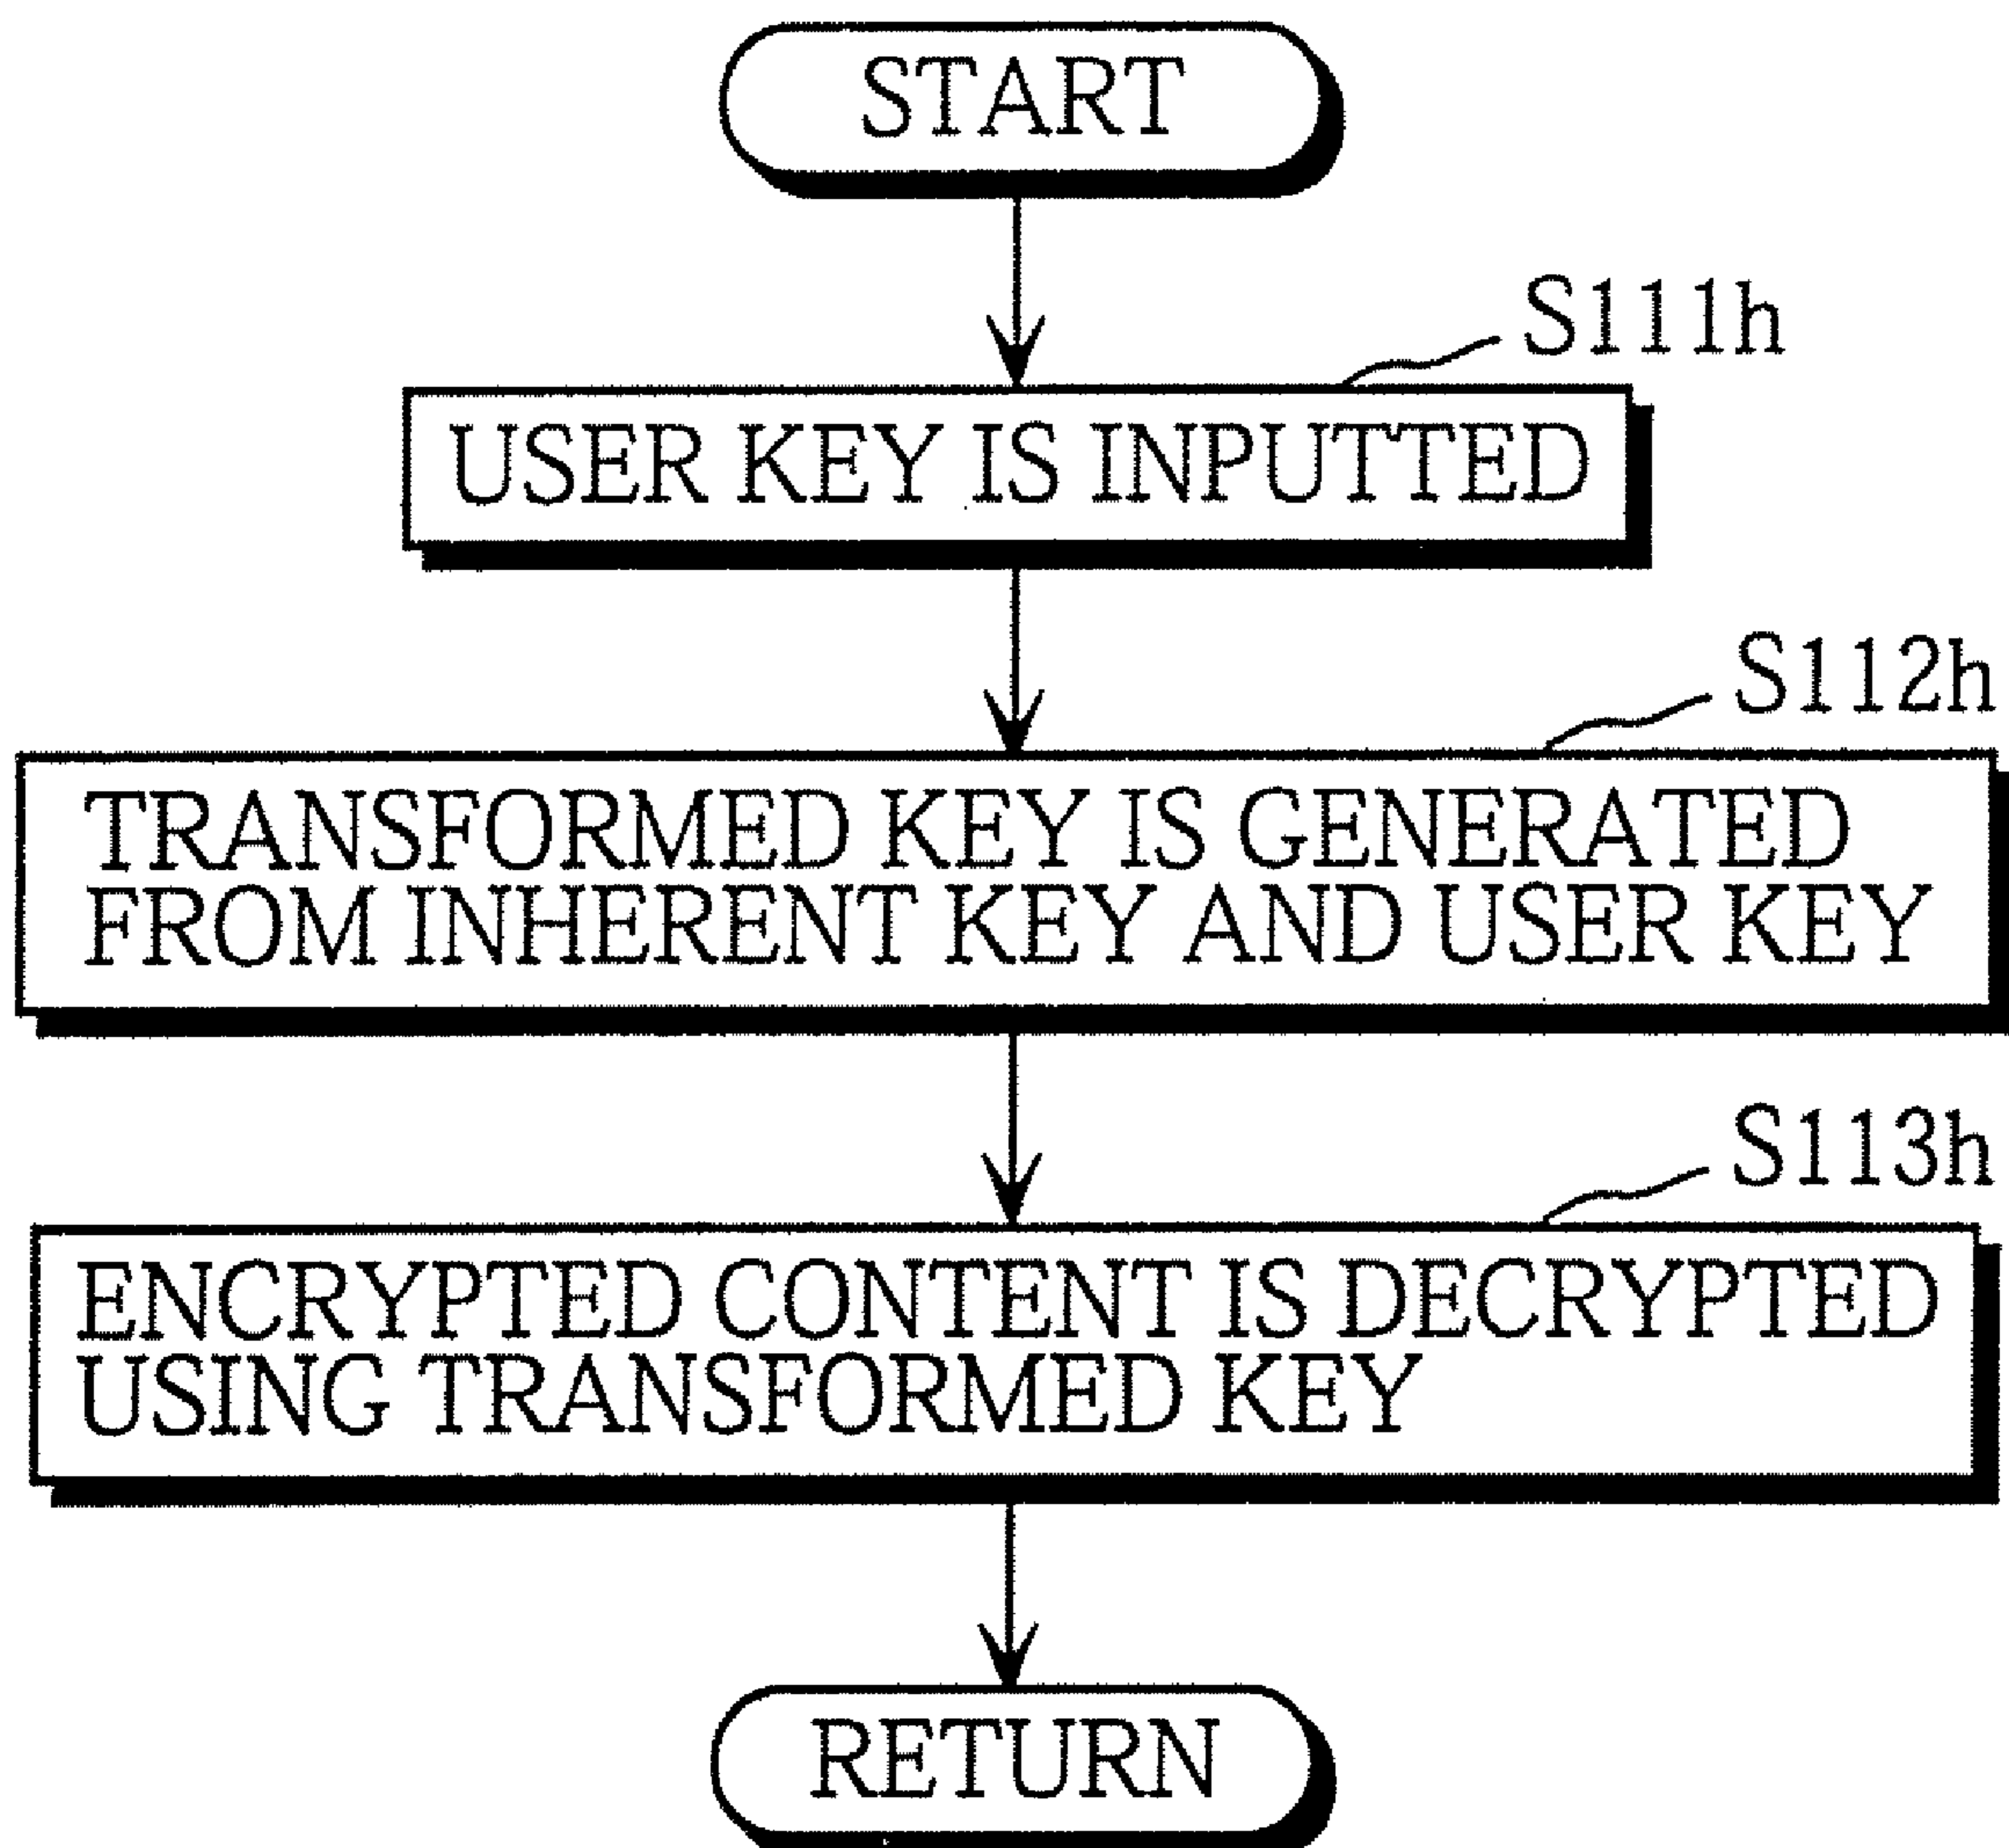 START
S111h
USER KEY IS INPUTTED
S112h
TRANSFORMED KEY IS GENERATED
FROM INHERENT KEY AND USER KEY
S113h
ENCRYPTED CONTENT IS DECRYPTED
USING TRANSFORMED KEY
RETURN